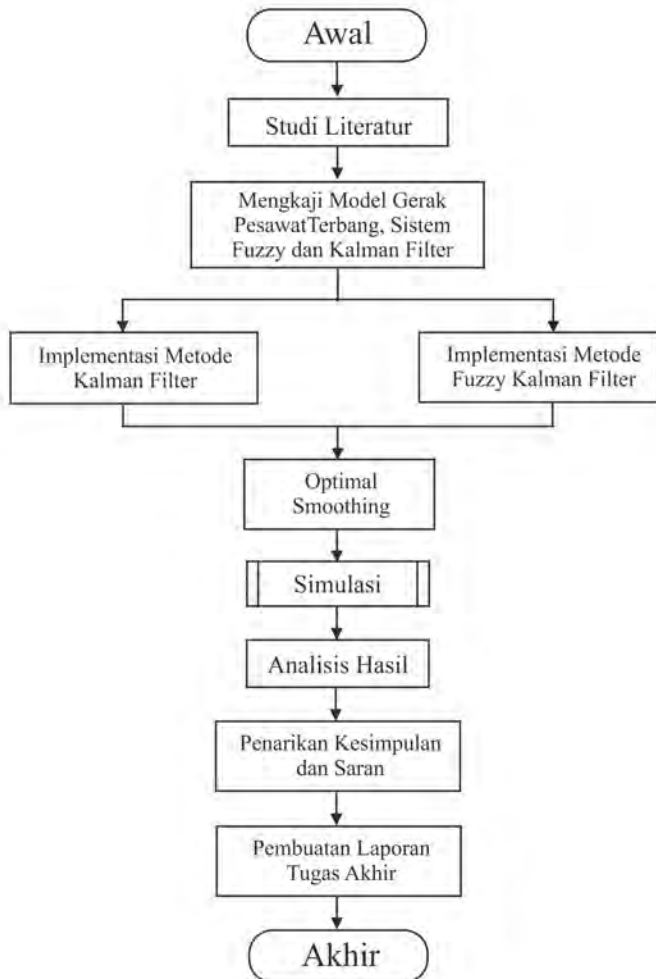 Awal
Studi Literatur
Mengkaji Model Gerak
PesawatTerbang, Sistem
Fuzzy dan Kalman Filter
Implementasi Metode
Kalman Filter
Implementasi Metode
Fuzzy Kalman Filter
Optimal
Smoothing
Simulasi
Analisis Hasil
Penarikan Kesimpulan
dan Saran
Pembuatan Laporan
Tugas Akhir
Akhir